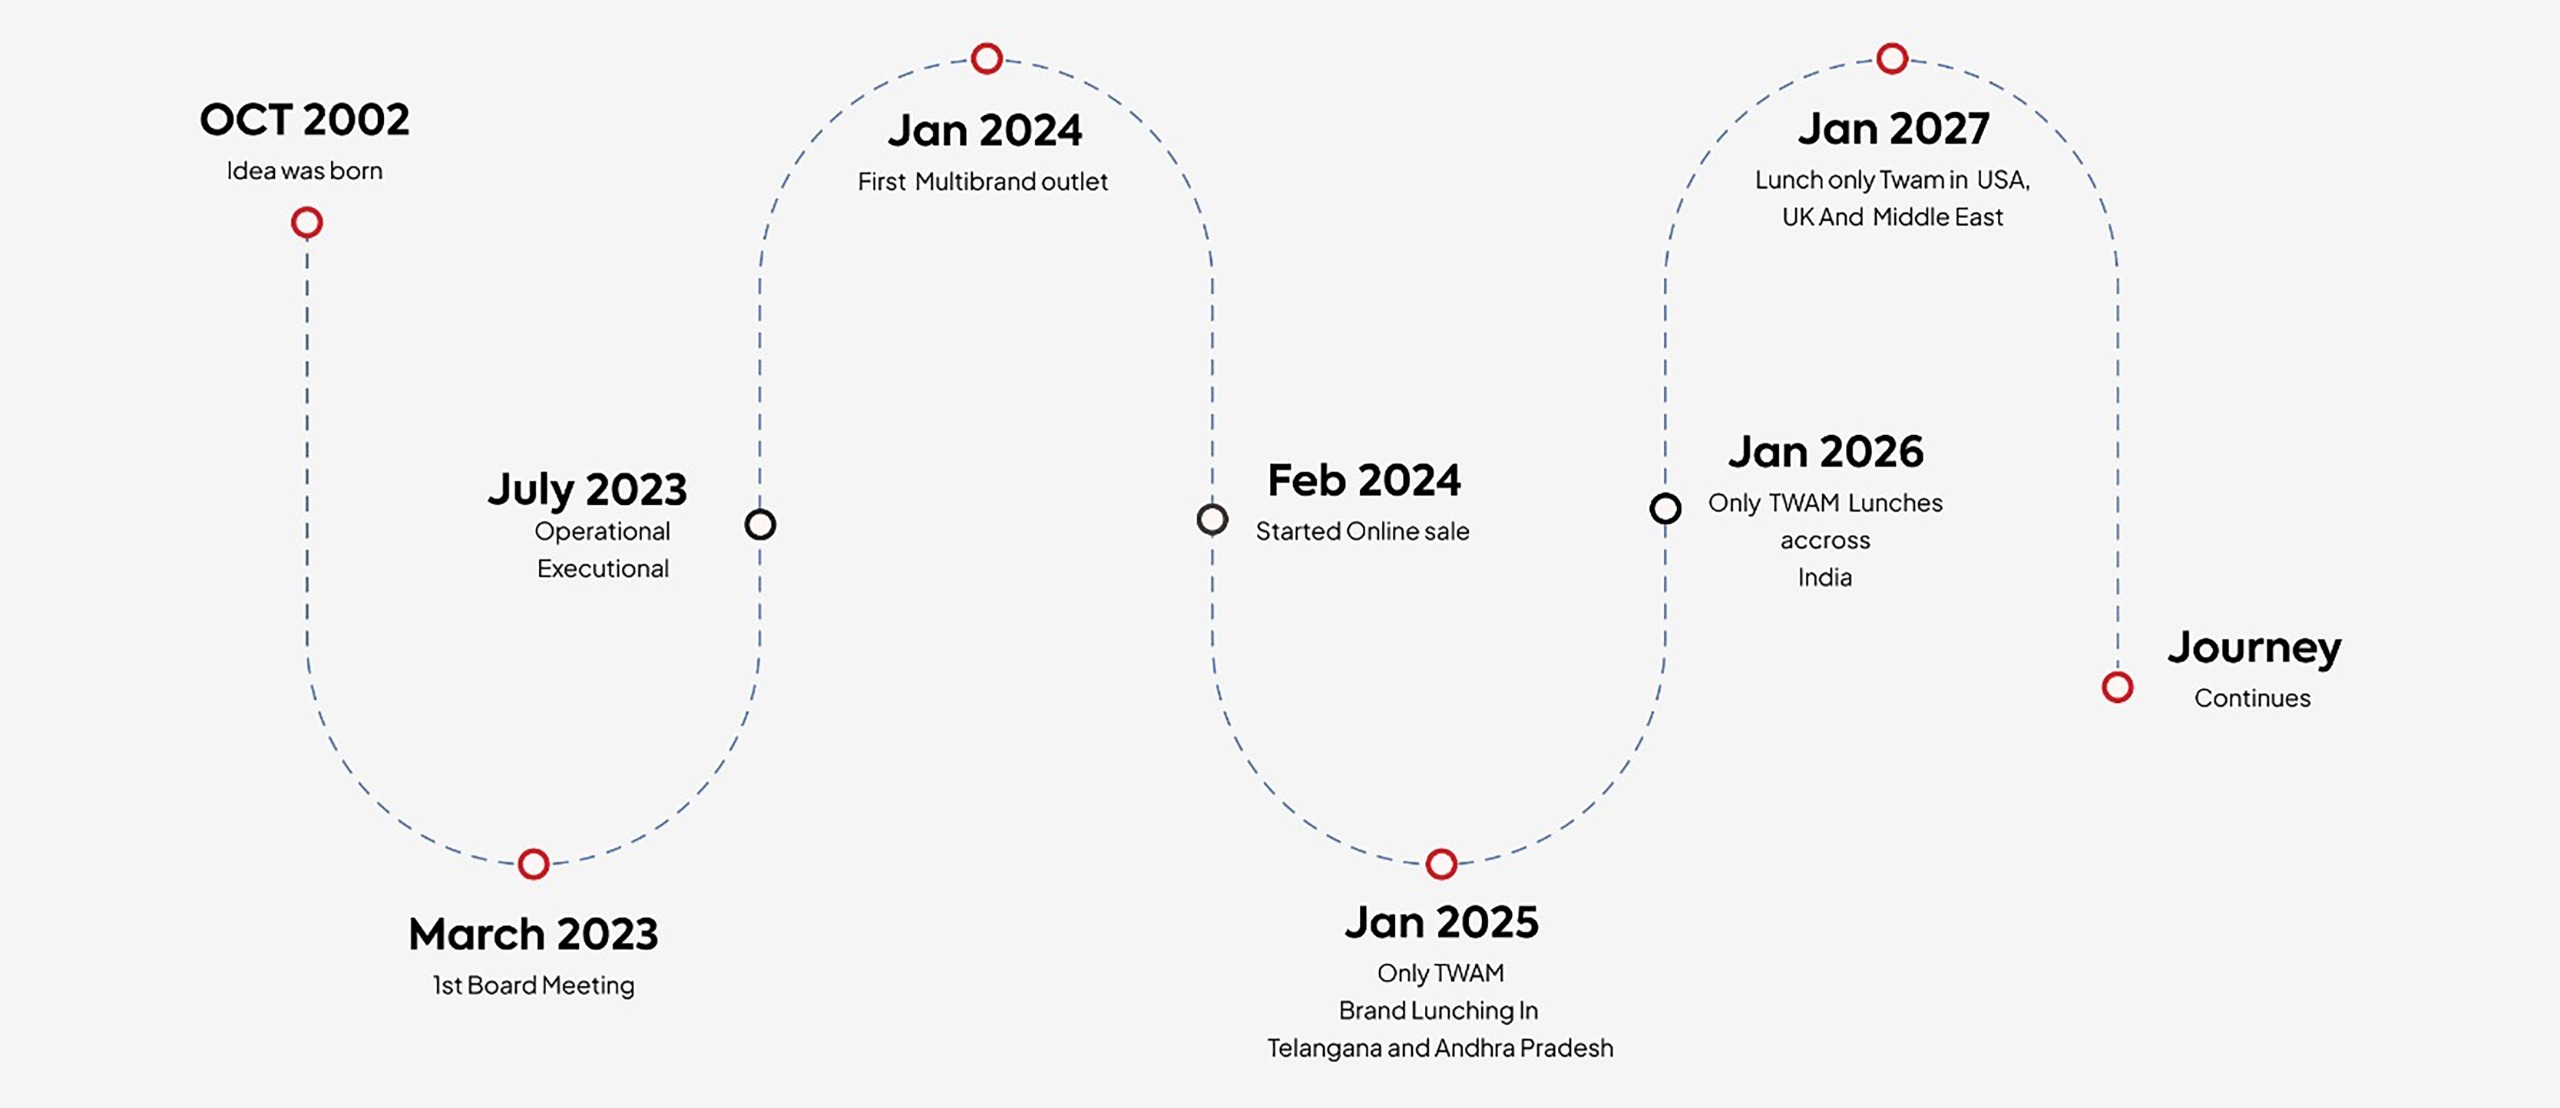 OCT 2002
Idea was born
March 2023
1st Board Meeting
July 2023
Operational
Executional
Jan 2024
First Multibrand outlet
Feb 2024
Started Online sale
Jan 2025
Only TWAM
Brand Lunching In
Telangana and Andhra Pradesh
Jan 2026
Only TWAM Lunches
accross
India
Jan 2027
Lunch only Twam in USA,
UK And Middle East
Journey
Continues